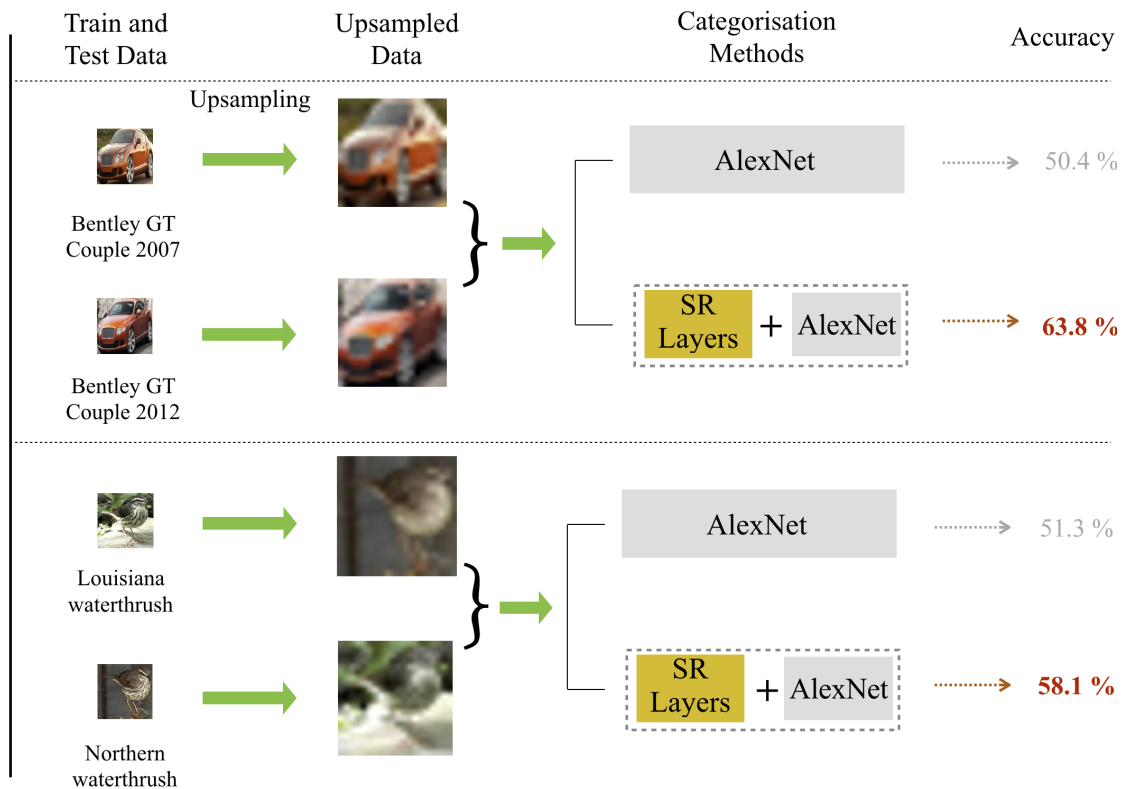 Train and
Test Data
Upsampled
Data
Categorisation
Methods
Accuracy
Upsampling
Bentley GT
Couple 2007
AlexNet
50.4 %
Bentley GT
Couple 2012
SR
Layers
+
AlexNet
63.8 %
Louisiana
waterthrush
AlexNet
51.3 %
Northern
waterthrush
SR
Layers
+
AlexNet
58.1 %